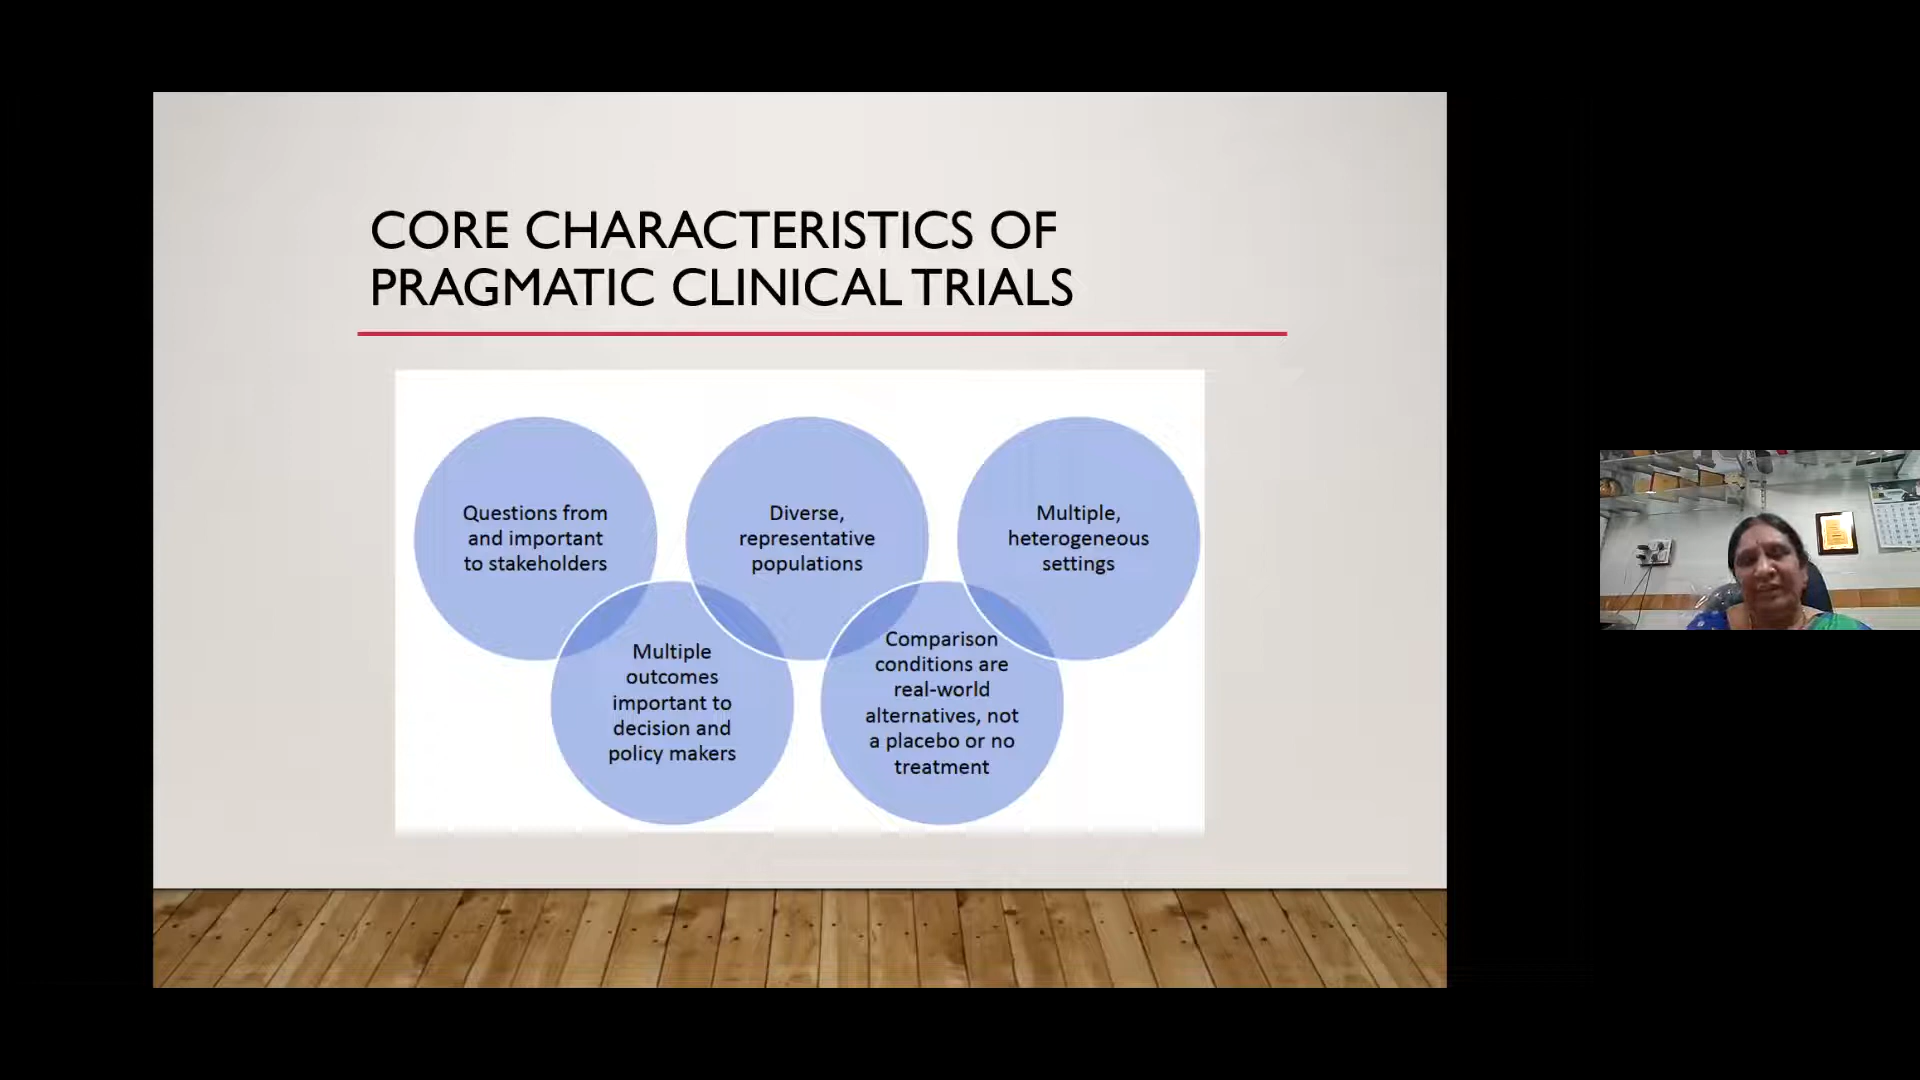 CORE CHARACTERISTICS OF
PRAGMATIC CLINICAL TRIALS
Questions from
and important
to stakeholders
Diverse,
representative
populations
Multiple,
heterogeneous
settings
Multiple
outcomes
important to
decision and
policy makers
Comparison
conditions are
real-world
alternatives, not
a placebo or no
treatment